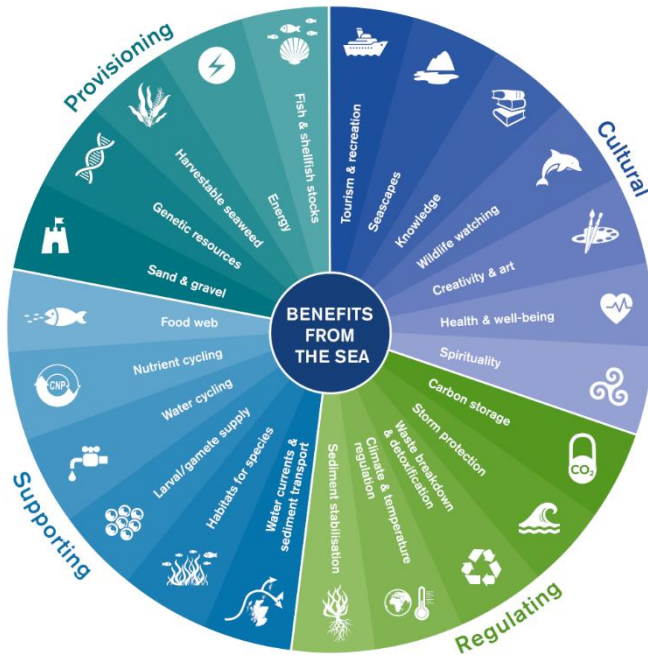 Provisioning
Fish & shellfish stocks
Energy
Harvestable seaweed
Genetic resources
Sand & gravel
Cultural
Tourism & recreation
Seascapes
Knowledge
Wildlife watching
Creativity & art
Health & well-being
Spirituality
BENEFITS
FROM
THE SEA
Supporting
Food web
Nutrient cycling
CNP
Water cycling
Larval/gamete supply
Habitats for species
Water currents &
sediment transport
Regulating
Carbon storage
CO₂
Storm protection
Waste breakdown
& detoxification
Climate & temperature
regulation
Sediment stabilisation